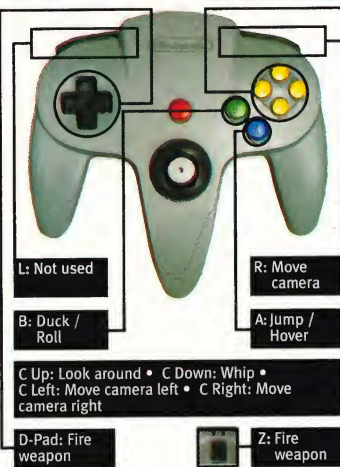 L: Not used
R: Move
camera
B: Duck /
Roll
A: Jump /
Hover
C Up: Look around • C Down: Whip •
C Left: Move camera left • C Right: Move
camera right
D-Pad: Fire
weapon
Z: Fire
weapon